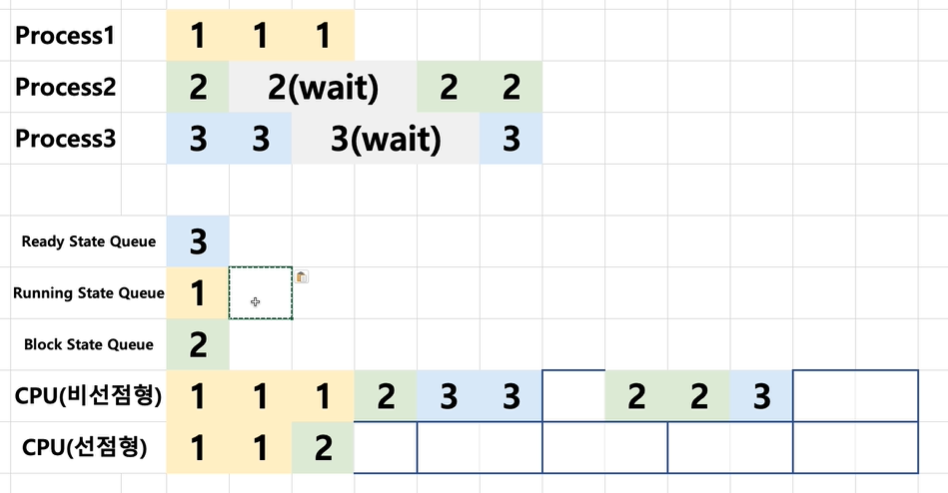 Process1 1 1 1
Process2 2 2(wait) 2 2
Process3 3 3 3(wait) 3
Ready State Queue 3
Running State Queue 1
Block State Queue 2
CPU(비선점형) 1 1 1 2 3 3 2 2 3
CPU(선점형) 1 1 2